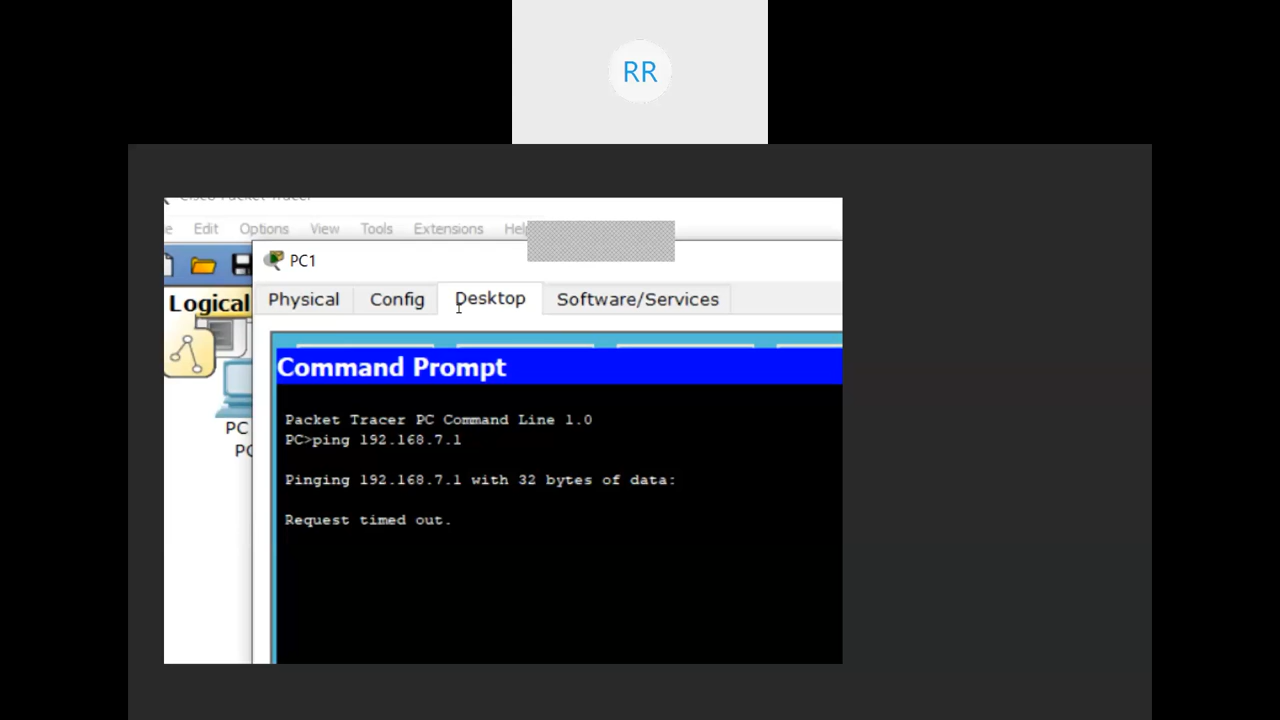 RR
Edit Options View Tools Extensions
PC1
Physical Config Desktop Software/Services
Logical
Command Prompt
Packet Tracer PC Command Line 1.0
PC>ping 192.168.7.1
Pinging 192.168.7.1 with 32 bytes of data:
Request timed out.
PC